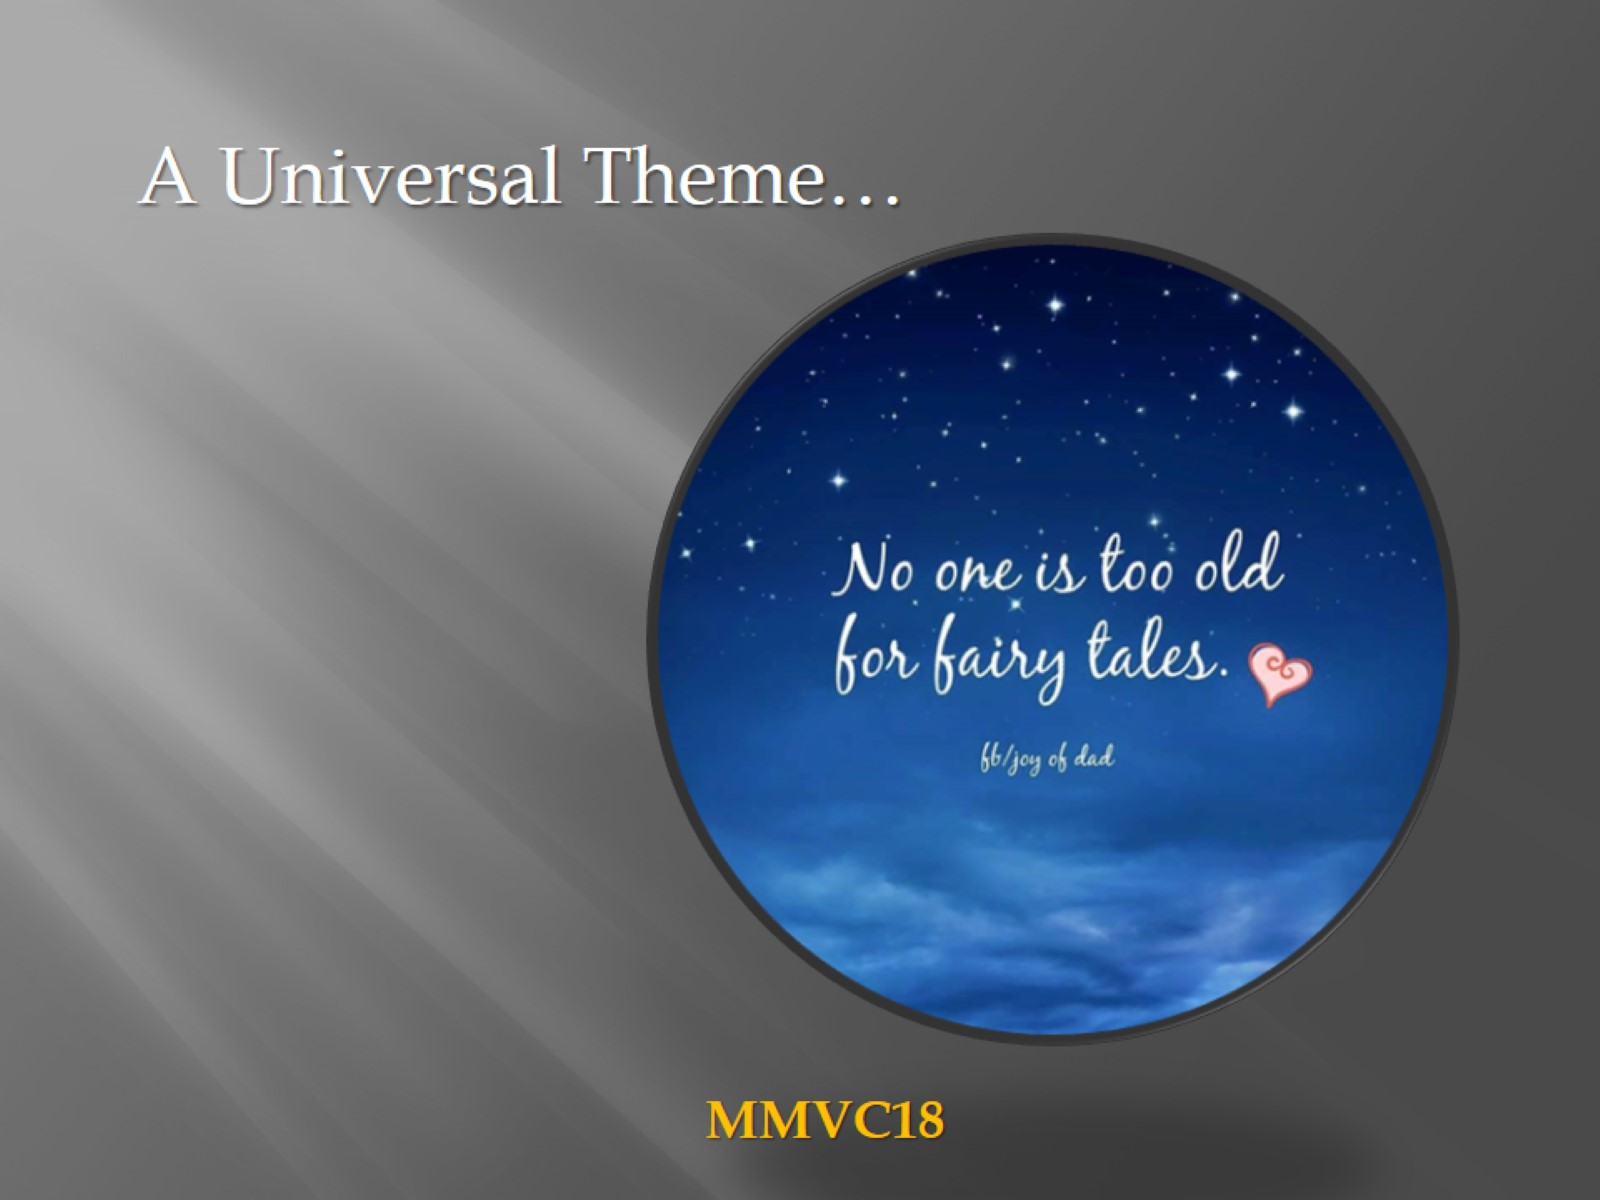 A Universal Theme…
No one is too old
for fairy tales.
fb/joy of dad
MMVC18